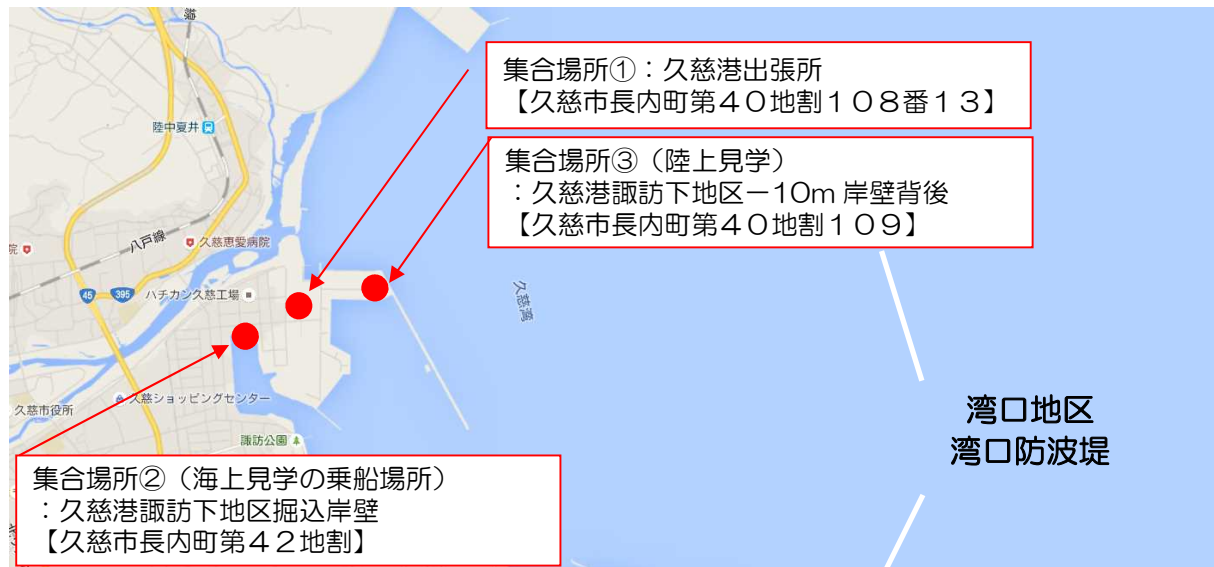 線
集合場所①：久慈港出張所
【久慈市長内町第４０地割１０８番１３】
陸中夏井
集合場所③（陸上見学）
：久慈港諏訪下地区－10m 岸壁背後
【久慈市長内町第４０地割１０９】
院
八戸線
久慈恵愛病院
久慈湾
45
395
ハチカン久慈工場
久慈ショッピングセンター
久慈市役所
湾口地区
湾口防波堤
諏訪公園
集合場所②（海上見学の乗船場所）
：久慈港諏訪下地区掘込岸壁
【久慈市長内町第４２地割】